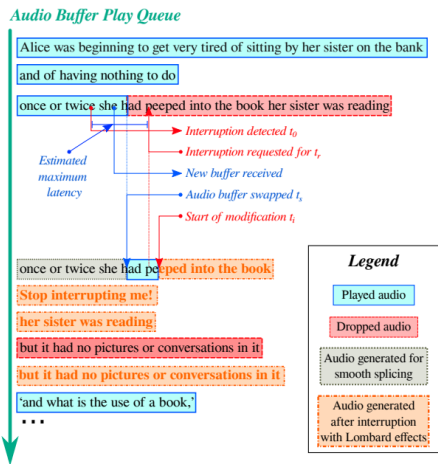 Audio Buffer Play Queue
Alice was beginning to get very tired of sitting by her sister on the bank
and of having nothing to do
once or twice she had peeped into the book her sister was reading
Interruption detected t0
Estimated
maximum
latency
Interruption requested for tr
New buffer received
Audio buffer swapped ts
Start of modification ti
once or twice she had peeped into the book
Stop interrupting me!
her sister was reading
but it had no pictures or conversations in it
but it had no pictures or conversations in it
‘and what is the use of a book,’
...
Legend
Played audio
Dropped audio
Audio generated for
smooth splicing
Audio generated
after interruption
with Lombard effects